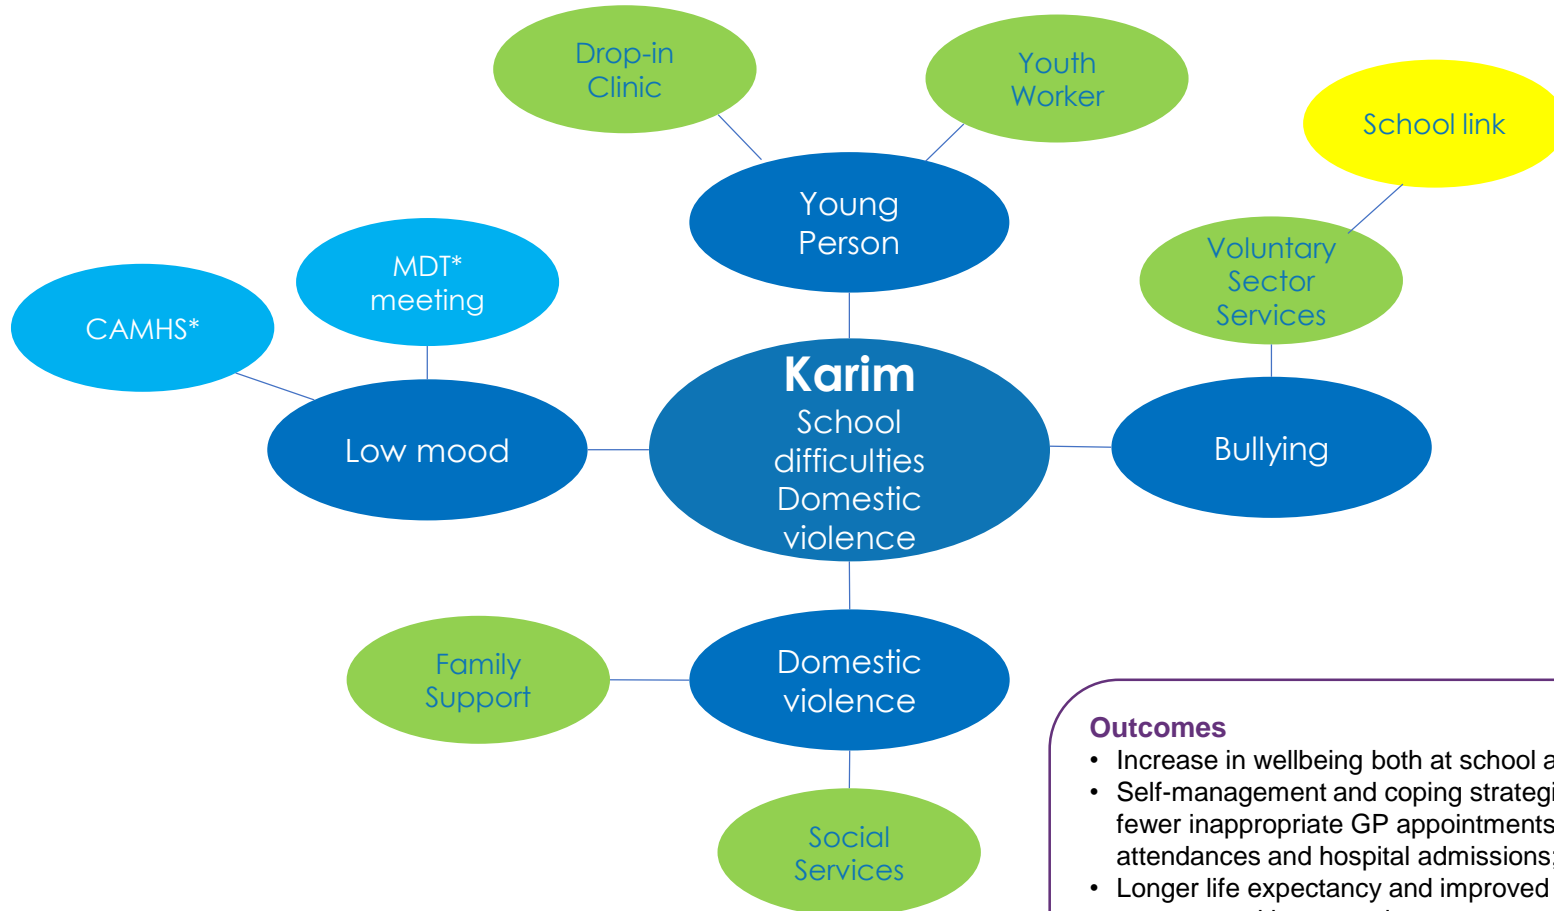 Drop-in
Clinic
Youth
Worker
School link
Young
Person
Voluntary
Sector
Services
MDT*
meeting
CAMHS*
Karim
School
difficulties
Domestic
violence
Low mood
Bullying
Family
Support
Domestic
violence
Social
Services
Outcomes
• Increase in wellbeing both at school
• Self-management and coping
fewer inappropriate GP appointments
attendances and hospital admissions;
• Longer life expectancy and improved